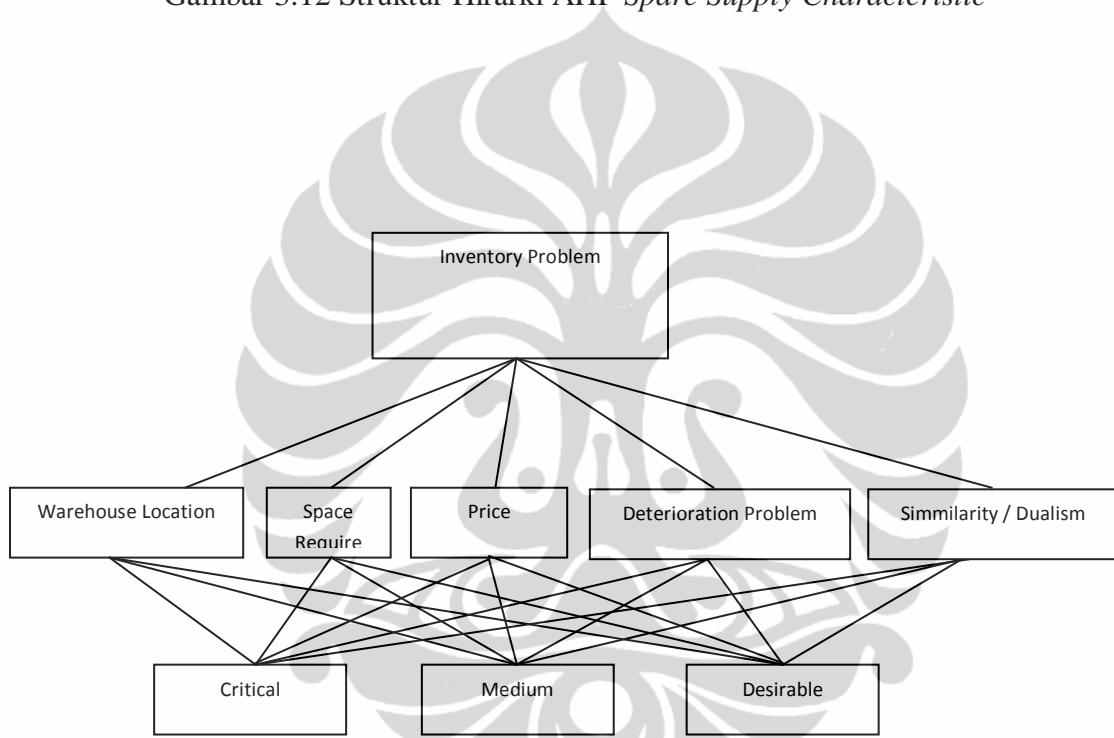 Gambar 3.12 Struktur Hirarki AHP Spare Supply Characteristic
Inventory Problem
Warehouse Location
Space
Require
Price
Deterioration Problem
Simmilarity / Dualism
Critical
Medium
Desirable